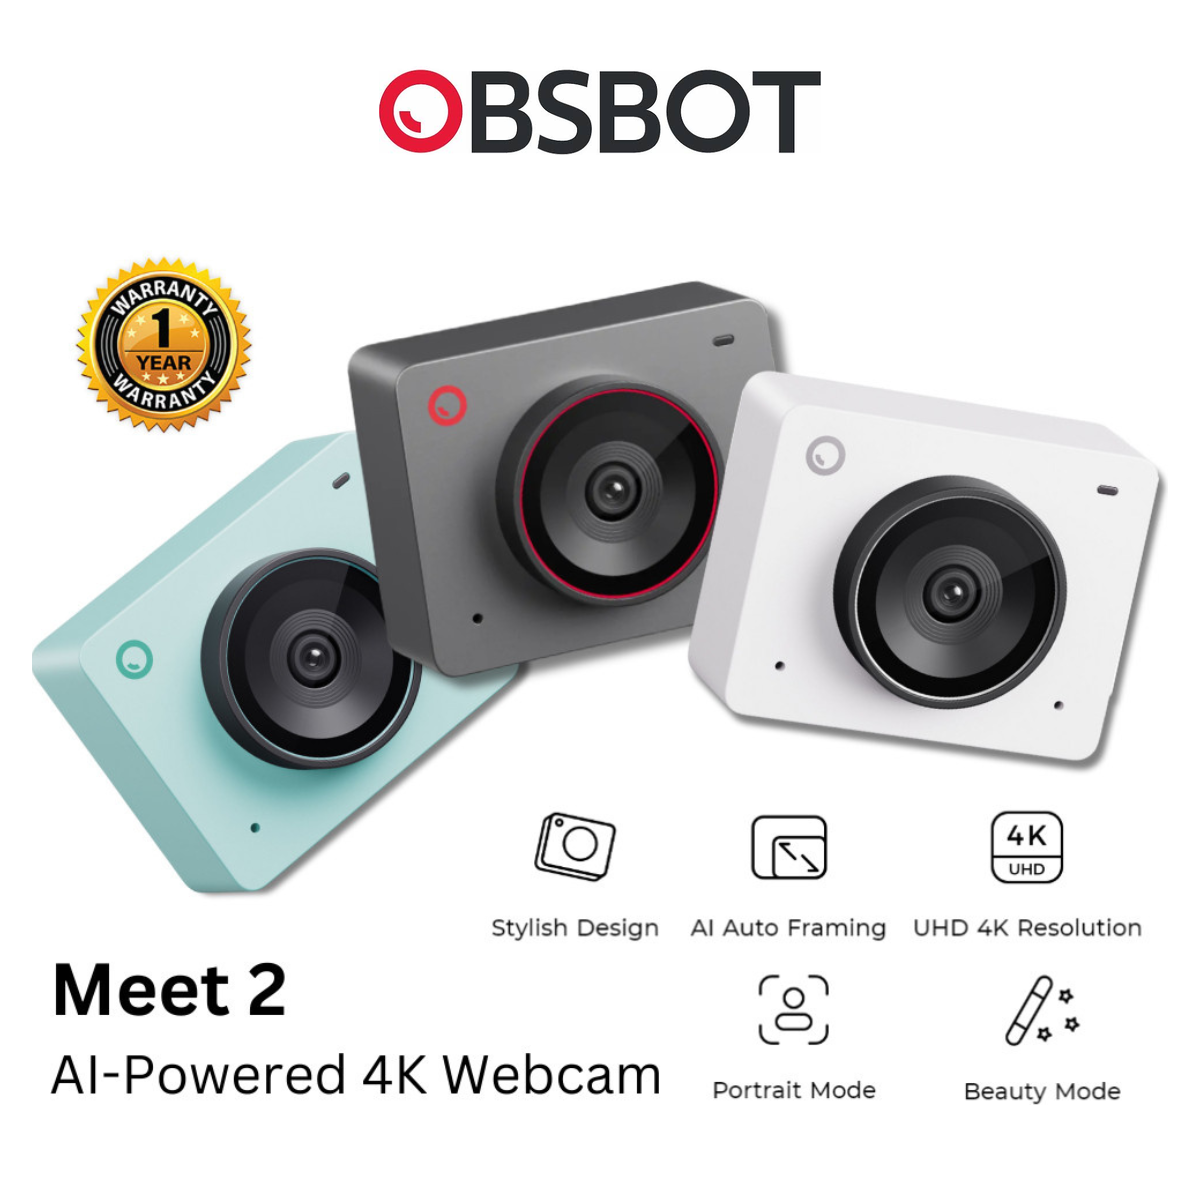 OBSBOT
WARRANTY
1
YEAR
WARRANTY
4K
UHD
Stylish Design
AI Auto Framing
UHD 4K Resolution
Meet 2
AI-Powered 4K Webcam
Portrait Mode
Beauty Mode